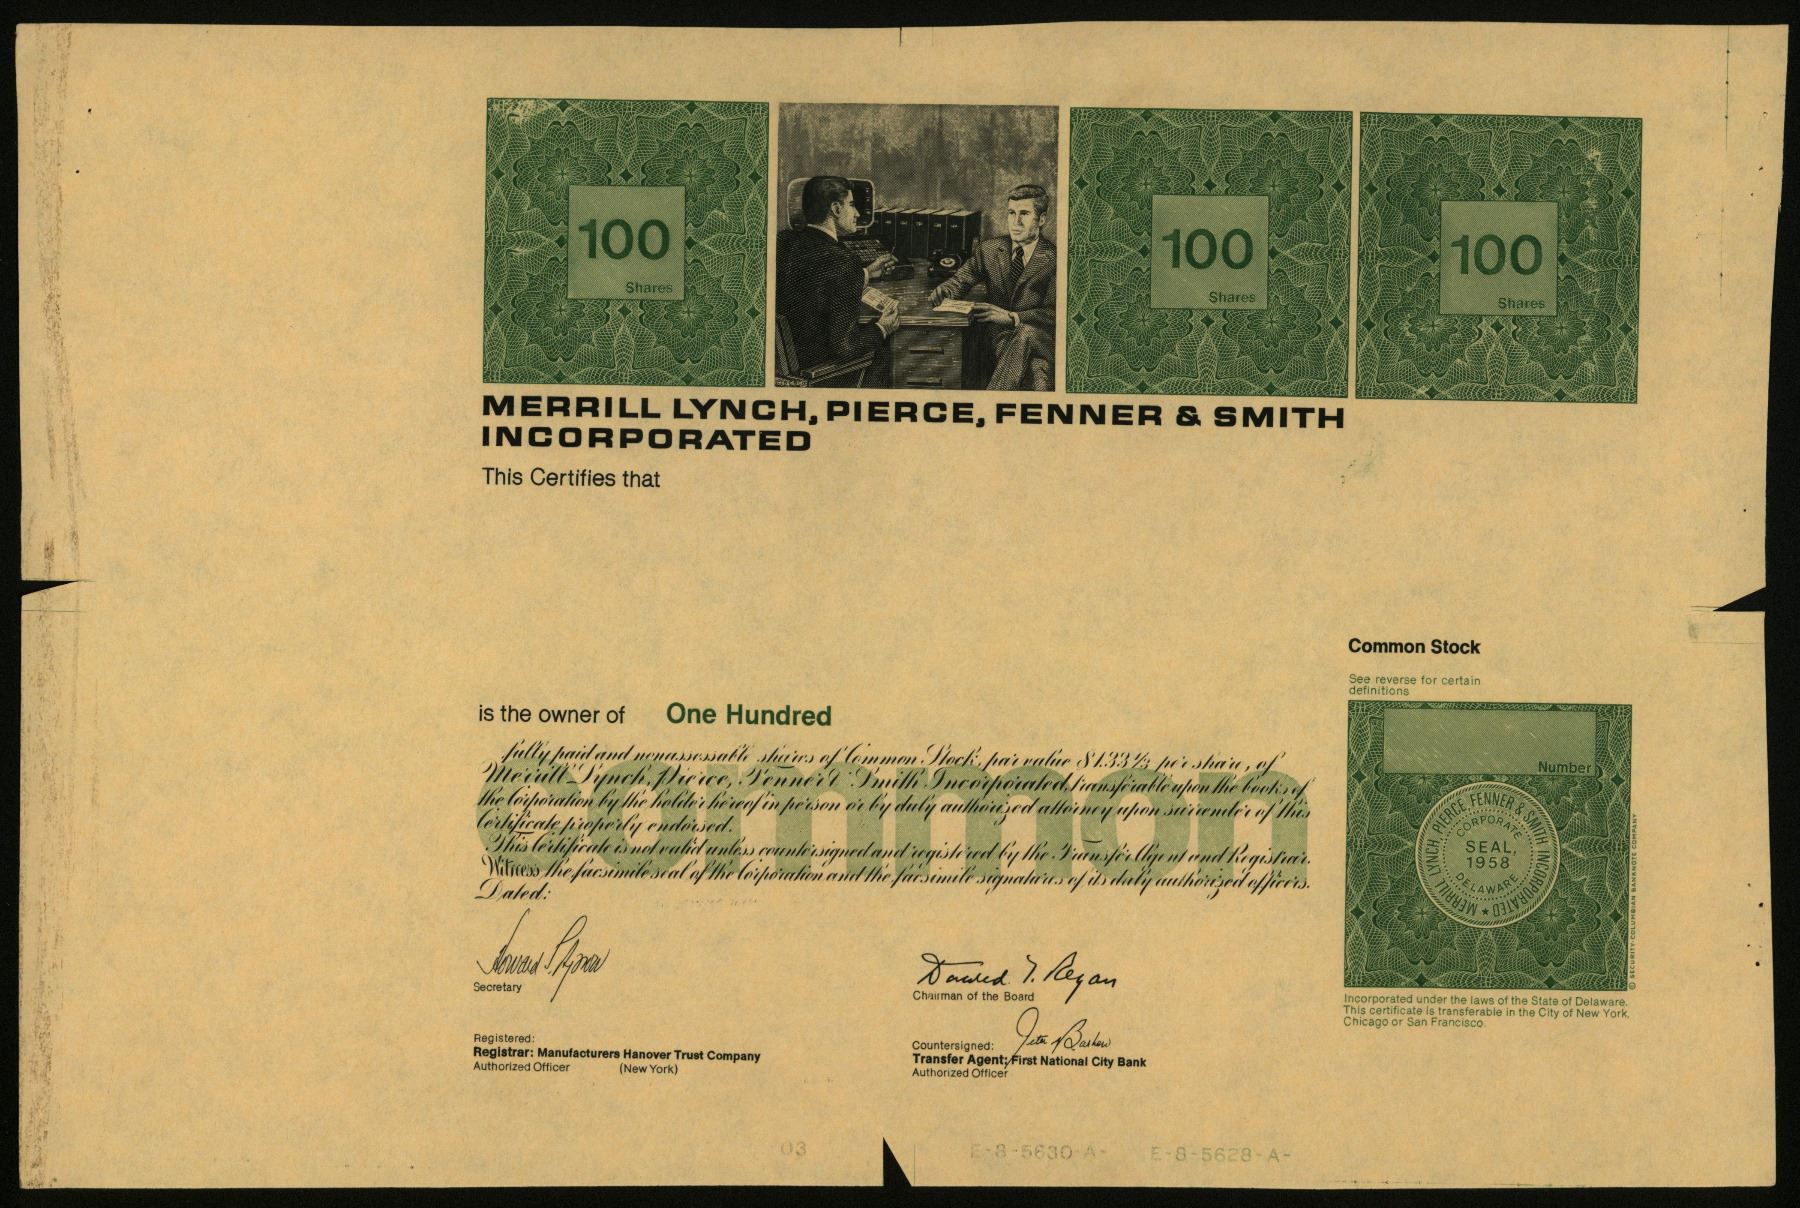 100
Shares
100
Shares
100
Shares
MERRILL LYNCH, PIERCE, FENNER & SMITH
INCORPORATED
This Certifies that
Common Stock
See reverse for certain
definitions
is the owner of One Hundred
fully paid and nonassessable shares of Common Stock, par value $1.33⅓ per share, of
Merrill Lynch, Pierce, Fenner & Smith Incorporated, transferable upon the books of
the Corporation by the holder hereof in person or by duly authorized attorney upon surrender of this
Certificate properly endorsed.
This Certificate is not valid unless countersigned and registered by the Transfer Agent and Registrar.
Witness the facsimile seal of the Corporation and the facsimile signatures of its duly authorized officers.
Dated:
Common
Number
MERRILL LYNCH PIERCE FENNER & SMITH INCORPORATED
CORPORATE
SEAL,
1958
DELAWARE
© SECURITY-COLUMBIAN BANKNOTE COMPANY
Secretary
Donald T. Regan
Chairman of the Board
Incorporated under the laws of the State of Delaware.
This certificate is transferable in the City of New York,
Chicago or San Francisco.
Registered:
Registrar: Manufacturers Hanover Trust Company
Authorized Officer (New York)
Countersigned:
Transfer Agent; First National City Bank
Authorized Officer
03
E-8-5630-A- E-8-5628-A-